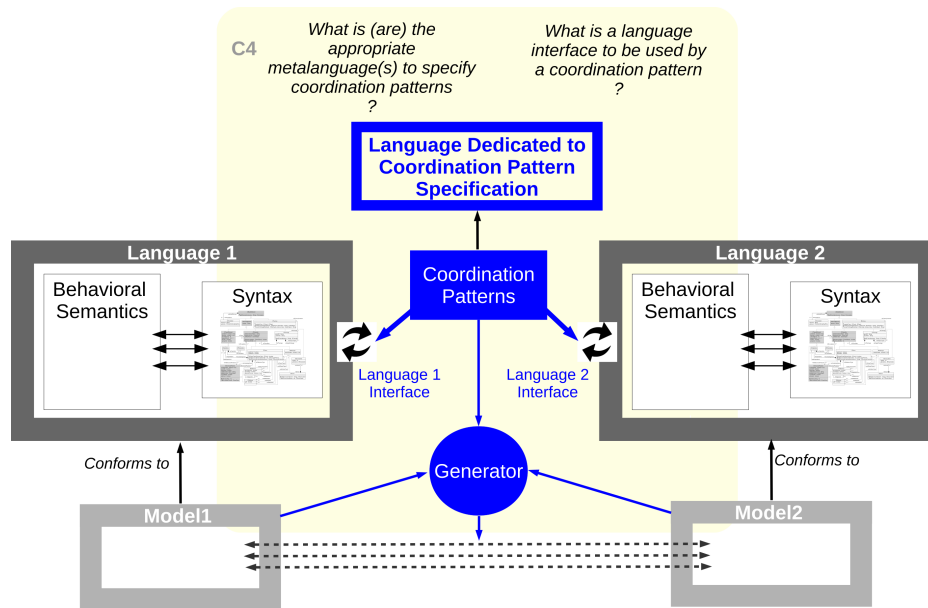 C4
What is (are) the
appropriate
metalanguage(s) to specify
coordination patterns
?
What is a language
interface to be used by
a coordination pattern
?
Language Dedicated to
Coordination Pattern
Specification
Language 1
Behavioral
Semantics
Syntax
Coordination
Patterns
Language 2
Behavioral
Semantics
Syntax
Language 1
Interface
Language 2
Interface
Generator
Conforms to
Conforms to
Model1
Model2